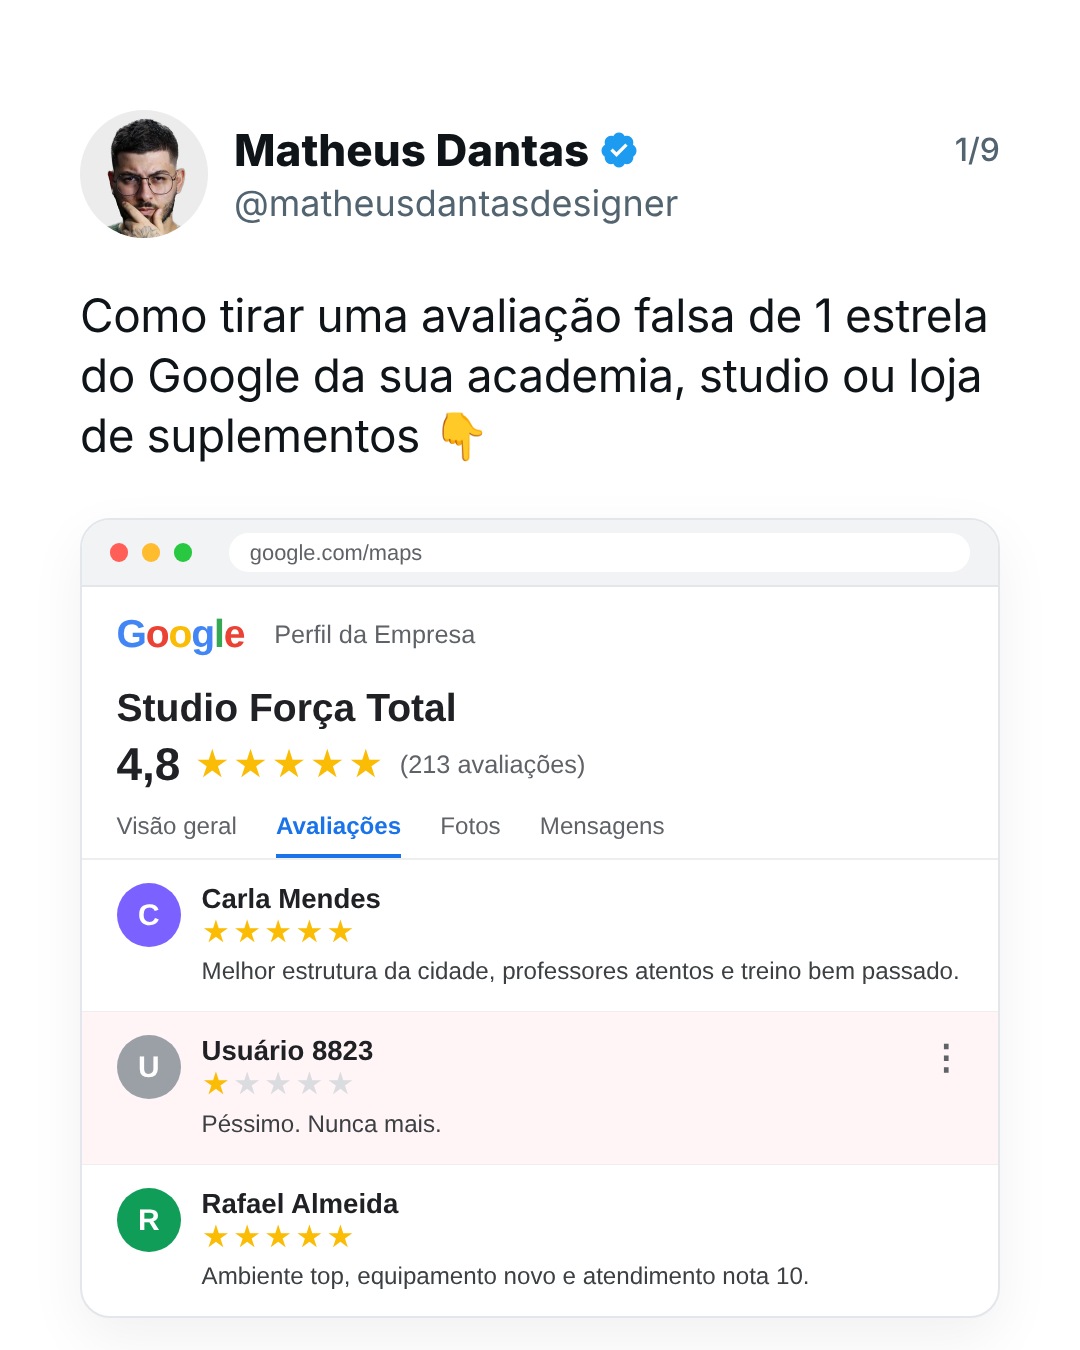 Matheus Dantas
1/9
@matheusdantasdesigner
Como tirar uma avaliação falsa de 1 estrela
do Google da sua academia, studio ou loja
de suplementos 👇
google.com/maps
Google Perfil da Empresa
Studio Força Total
4,8 ★★★★★ (213 avaliações)
Visão geral Avaliações Fotos Mensagens
C
Carla Mendes
★★★★★
Melhor estrutura da cidade, professores atentos e treino bem passado.
U
Usuário 8823
★★★★★
Péssimo. Nunca mais.
R
Rafael Almeida
★★★★★
Ambiente top, equipamento novo e atendimento nota 10.